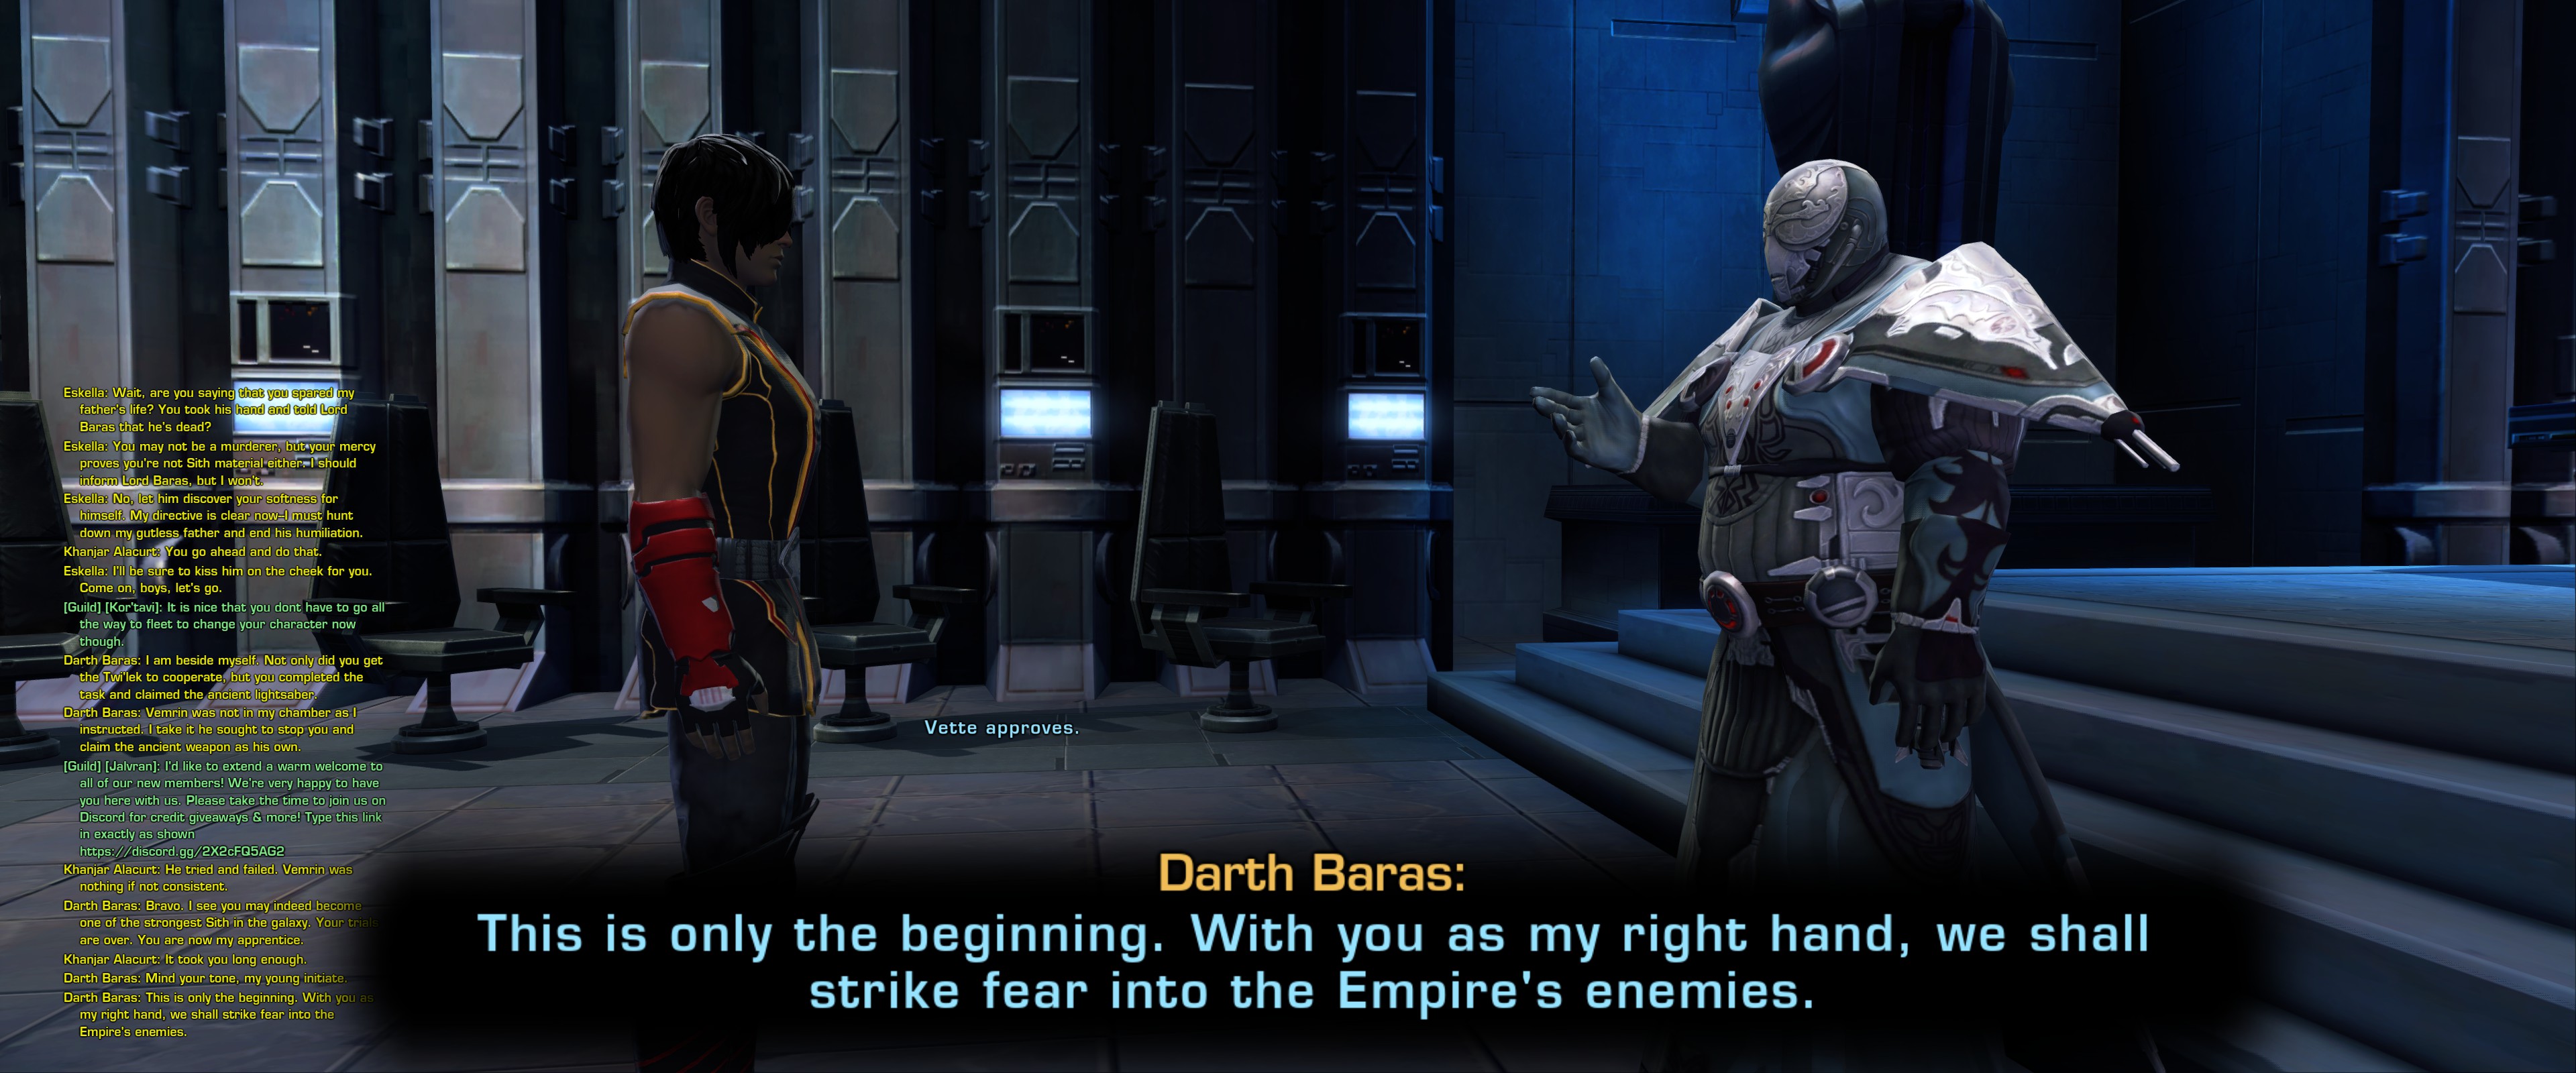 Eskella: Wait, are you saying that you spared my
father's life? You took his hand and told Lord
Baras that he's dead?
Eskella: You may not be a murderer, but your mercy
proves you're not Sith material either. I should
inform Lord Baras, but I won't.
Eskella: No, let him discover your softness for
himself. My directive is clear now–I must hunt
down my gutless father and end his humiliation.
Khanjar Alacurt: You go ahead and do that.
Eskella: I'll be sure to kiss him on the cheek for you.
Come on, boys, let's go.
[Guild] [Kor'tavi]: It is nice that you dont have to go all
the way to fleet to change your character now
though.
Darth Baras: I am beside myself. Not only did you get
the Twi'lek to cooperate, but you completed the
task and claimed the ancient lightsaber.
Darth Baras: Vemrin was not in my chamber as I
instructed. I take it he sought to stop you and
claim the ancient weapon as his own.
[Guild] [Jalvran]: I'd like to extend a warm welcome to
all of our new members! We're very happy to have
you here with us. Please take the time to join us on
Discord for credit giveaways & more! Type this link
in exactly as shown
https://discord.gg/2X2cFQ5AG2
Khanjar Alacurt: He tried and failed. Vemrin was
nothing if not consistent.
Darth Baras: Bravo. I see you may indeed become
one of the strongest Sith in the galaxy. Your trials
are over. You are now my apprentice.
Khanjar Alacurt: It took you long enough.
Darth Baras: Mind your tone, my young initiate.
Darth Baras: This is only the beginning. With you as
my right hand, we shall strike fear into the
Empire's enemies.
Vette approves.
Darth Baras:
This is only the beginning. With you as my right hand, we shall
strike fear into the Empire's enemies.